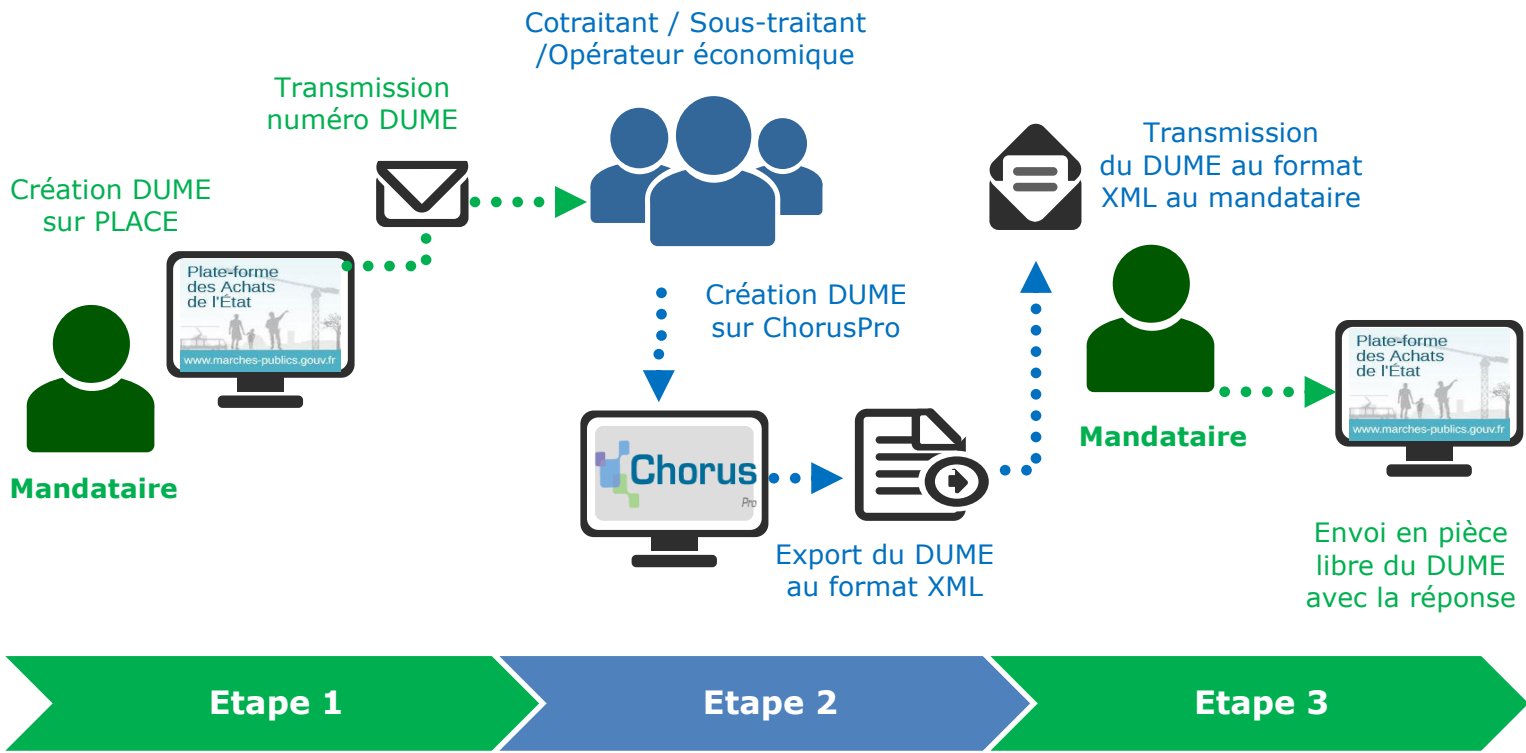 Cotraitant / Sous-traitant
/Opérateur économique
Transmission
numéro DUME
Création DUME
sur PLACE
Plate-forme
des Achats
de l'État
www.marches-publics.gouv.fr
Mandataire
Création DUME
sur ChorusPro
Chorus
Pro
Export du DUME
au format XML
Transmission
du DUME au format
XML au mandataire
Mandataire
Plate-forme
des Achats
de l'État
www.marches-publics.gouv.fr
Envoi en pièce
libre du DUME
avec la réponse
Etape 1
Etape 2
Etape 3